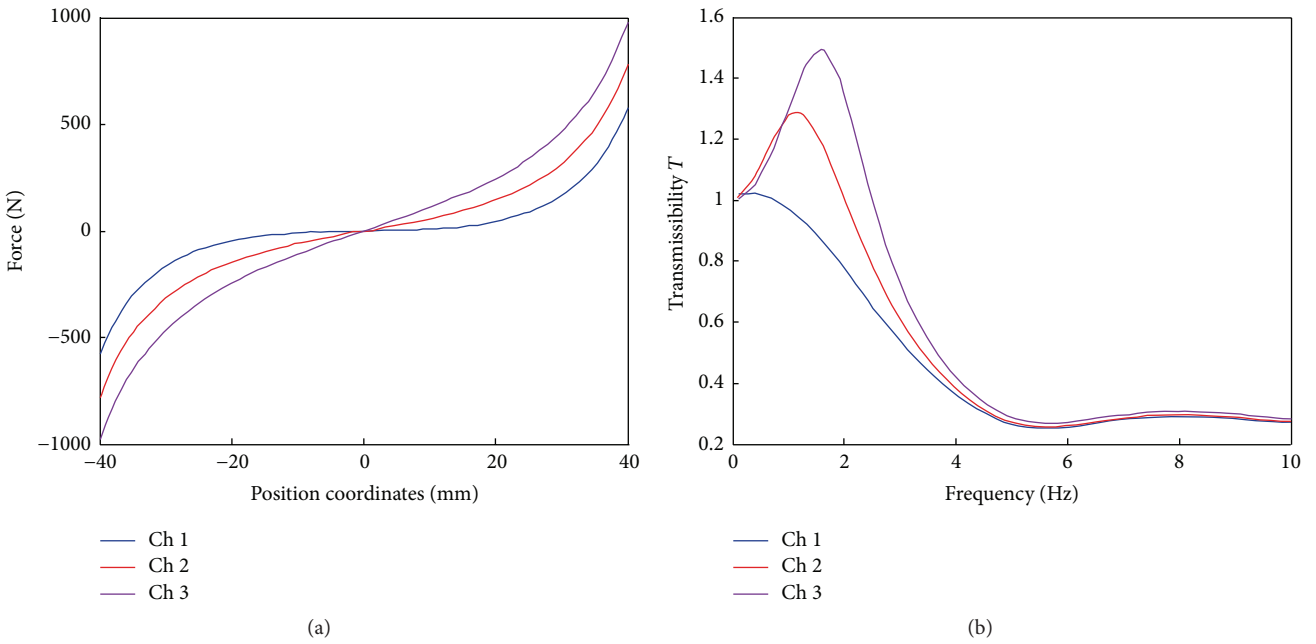 1000
500
0
−500
−1000
Force (N)
−40
−20
0
20
40
Position coordinates (mm)
Ch 1
Ch 2
Ch 3
(a)
1.6
1.4
1.2
1
0.8
0.6
0.4
0.2
Transmissibility T
0
2
4
6
8
10
Frequency (Hz)
Ch 1
Ch 2
Ch 3
(b)